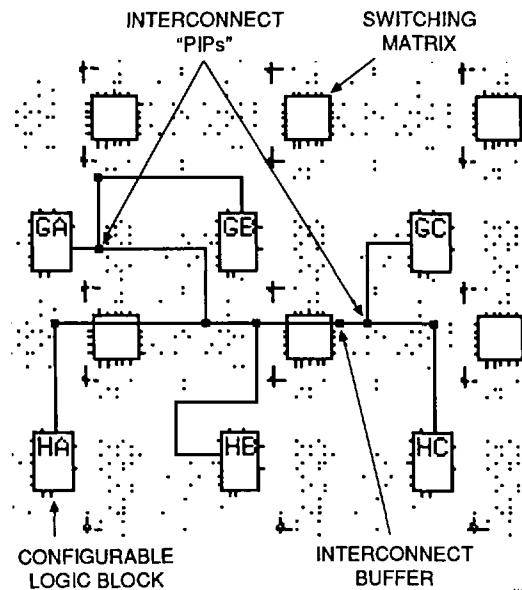 INTERCONNECT
"PIPs"
SWITCHING
MATRIX
GA
GB
GC
HA
HB
HC
CONFIGURABLE
LOGIC BLOCK
INTERCONNECT
BUFFER